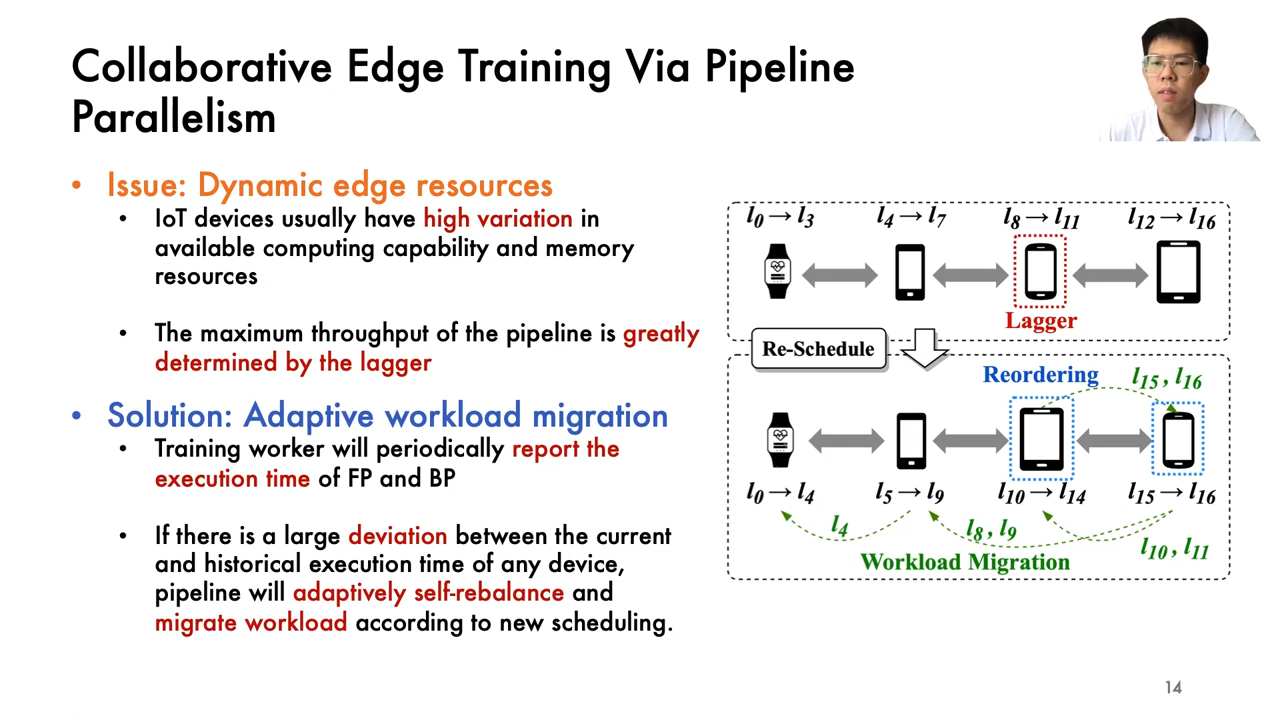 Collaborative Edge Training Via Pipeline
Parallelism
• Issue: Dynamic edge resources
• IoT devices usually have high variation in
available computing capability and memory
resources
• The maximum throughput of the pipeline is greatly
determined by the lagger
• Solution: Adaptive workload migration
• Training worker will periodically report the
execution time of FP and BP
• If there is a large deviation between the current
and historical execution time of any device,
pipeline will adaptively self-rebalance and
migrate workload according to new scheduling.
l0 → l3 l4 → l7 l8 → l11 l12 → l16
Lagger
Re-Schedule
Reordering l15 , l16
l0 → l4 l5 → l9 l10 → l14 l15 → l16
l4 l8 , l9
l10 , l11
Workload Migration
14